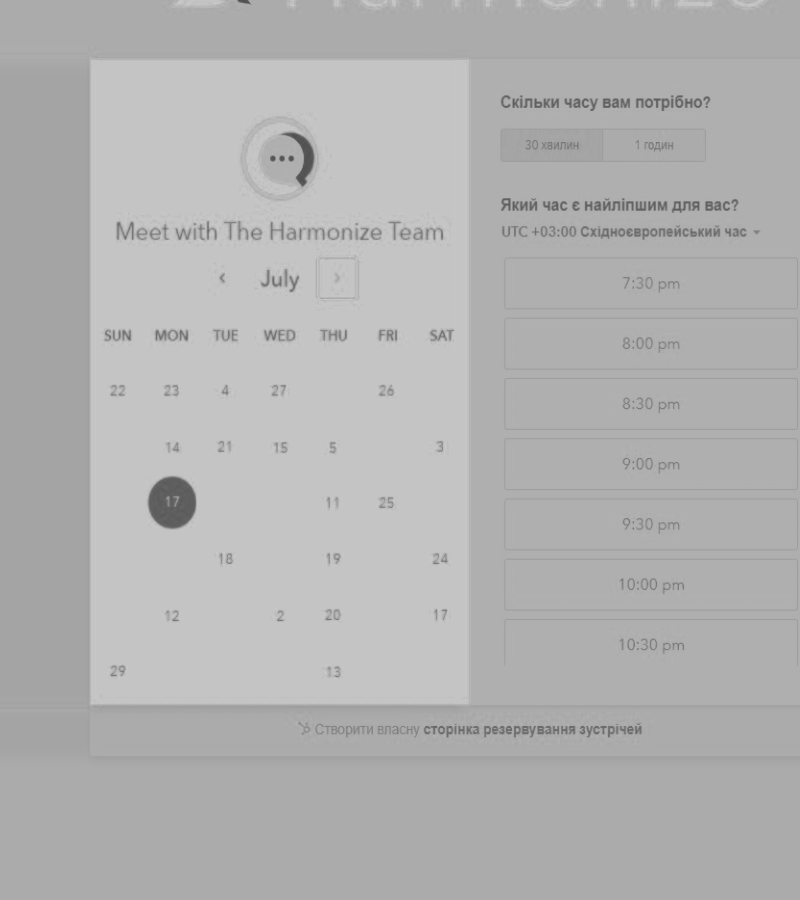 Harmonize
Meet with The Harmonize Team
July
SUN MON TUE WED THU FRI SAT
22 23 4 27 26
14 21 15 5 3
17 11 25
18 19 24
12 2 20 17
29 13
Скільки часу вам потрібно?
30 хвилин 1 годин
Який час є найліпшим для вас?
UTC +03:00 Східноєвропейський час
7:30 pm
8:00 pm
8:30 pm
9:00 pm
9:30 pm
10:00 pm
10:30 pm
Створити власну сторінка резервування зустрічей